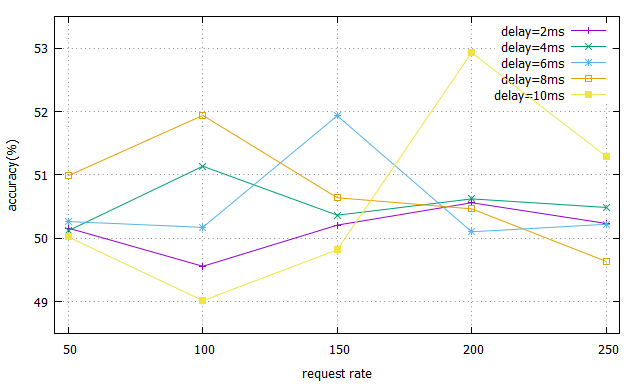 delay=2ms
delay=4ms
delay=6ms
delay=8ms
delay=10ms
accuracy(%)
53
52
51
50
49
50 100 150 200 250
request rate